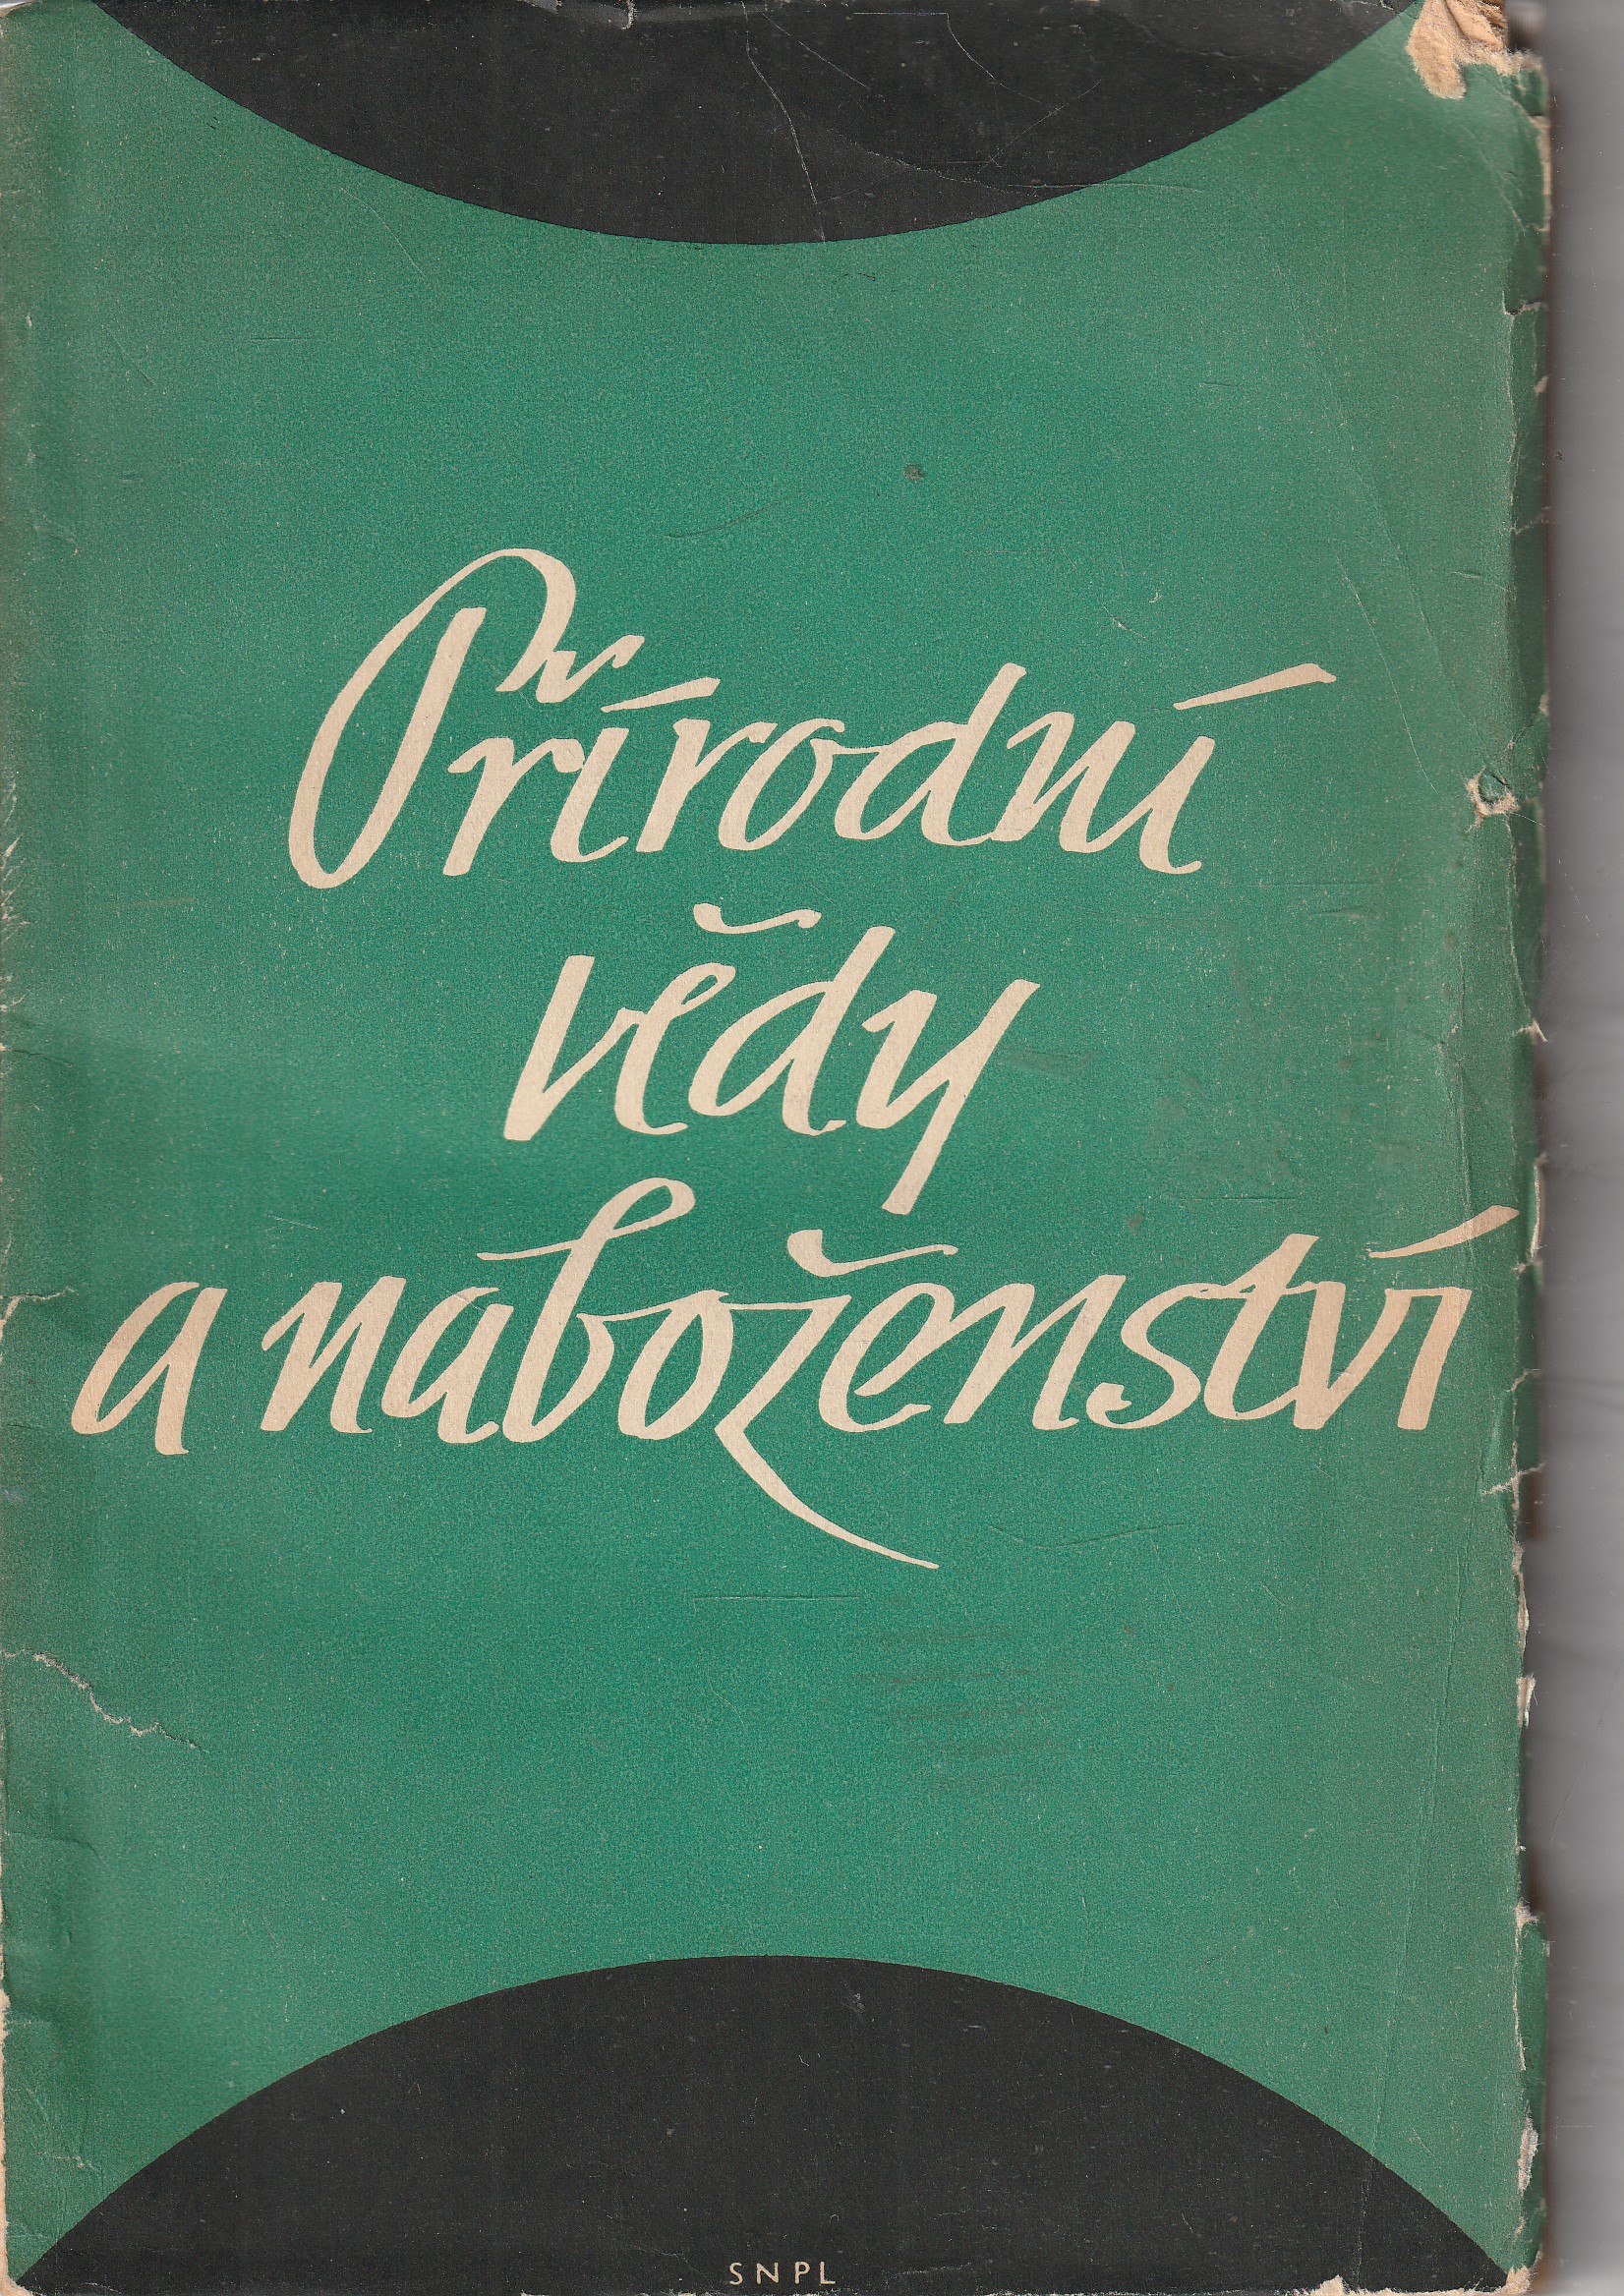 Přírodní
vědy
a náboženství
SNPL